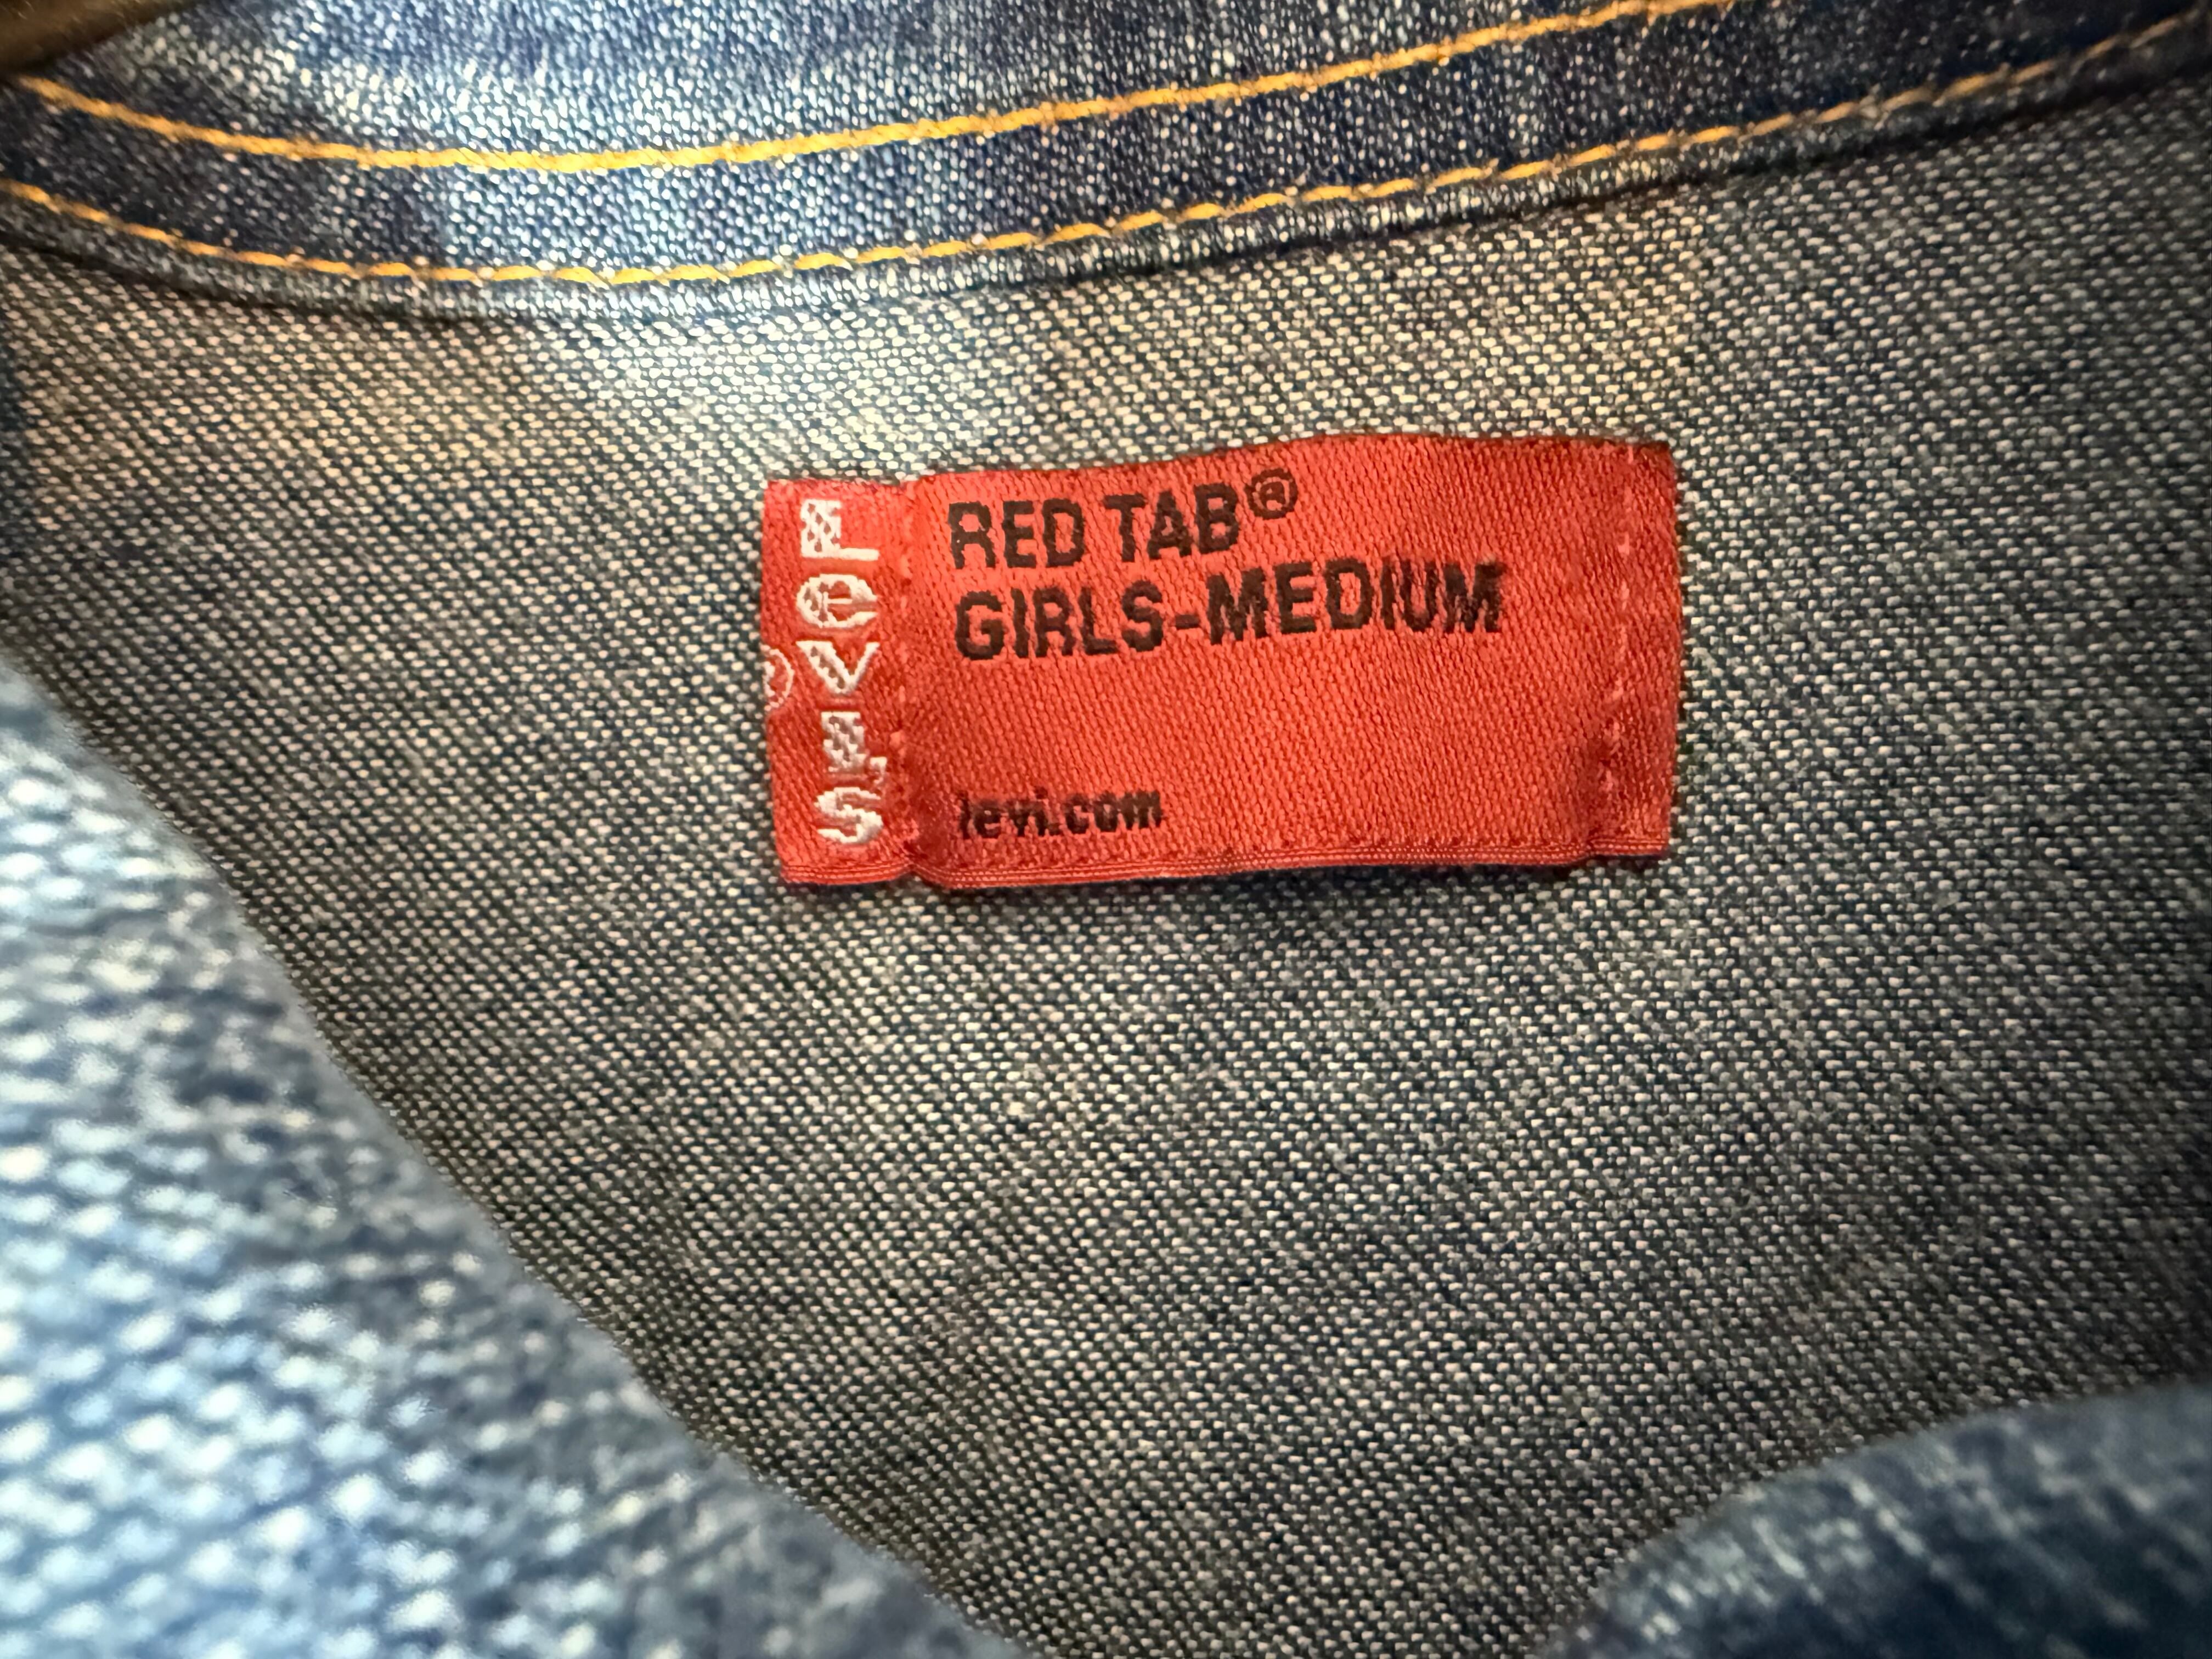 LEVI'S
®
RED TAB®
GIRLS-MEDIUM
levi.com